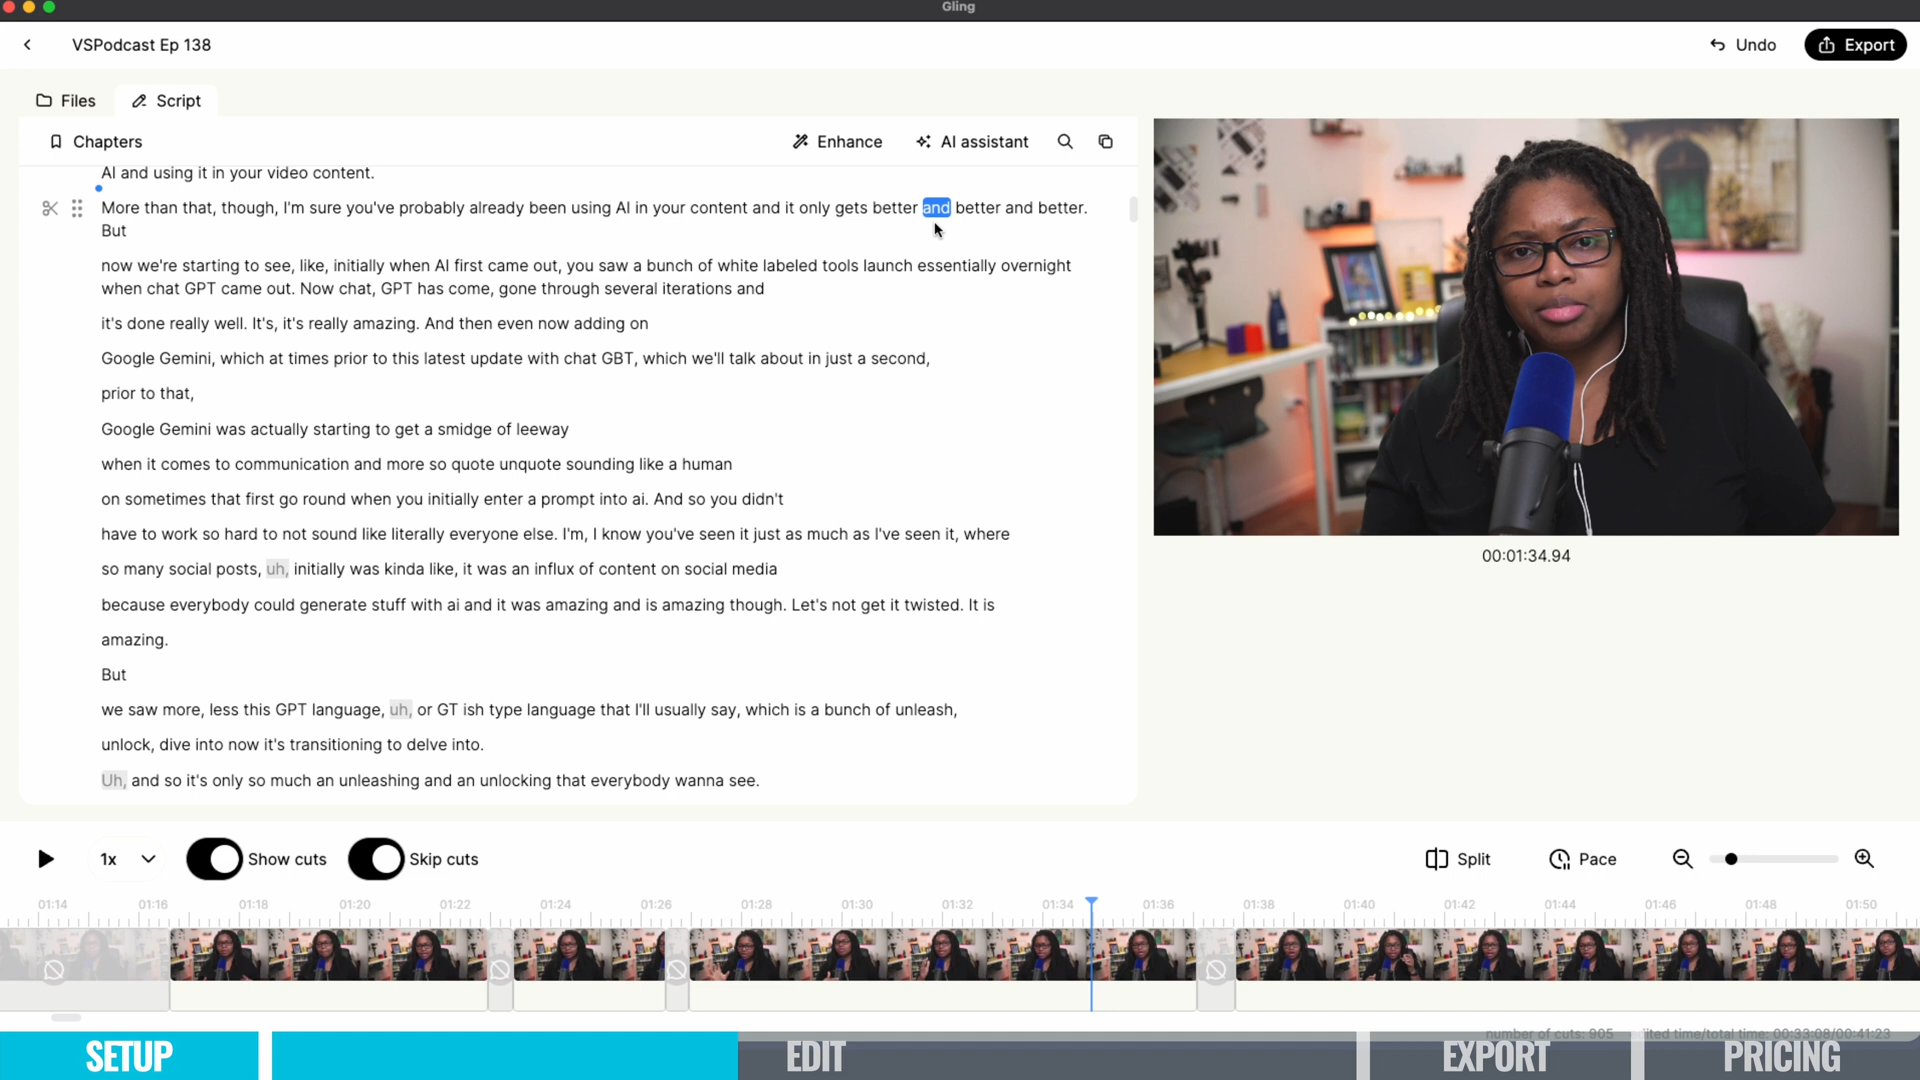 Gling
VSPodcast Ep 138
Undo
Export
Files
Script
Chapters
Enhance
AI assistant
AI and using it in your video content.
More than that, though, I'm sure you've probably already been using AI in your content and it only gets better and better and better.
But
now we're starting to see, like, initially when AI first came out, you saw a bunch of white labeled tools launch essentially overnight
when chat GPT came out. Now chat, GPT has come, gone through several iterations and
it's done really well. It's, it's really amazing. And then even now adding on
Google Gemini, which at times prior to this latest update with chat GBT, which we'll talk about in just a second,
prior to that,
Google Gemini was actually starting to get a smidge of leeway
when it comes to communication and more so quote unquote sounding like a human
on sometimes that first go round when you initially enter a prompt into ai. And so you didn't
have to work so hard to not sound like literally everyone else. I'm, I know you've seen it just as much as I've seen it, where
so many social posts, uh, initially was kinda like, it was an influx of content on social media
because everybody could generate stuff with ai and it was amazing and is amazing though. Let's not get it twisted. It is
amazing.
But
we saw more, less this GPT language, uh, or GT ish type language that I'll usually say, which is a bunch of unleash,
unlock, dive into now it's transitioning to delve into.
Uh, and so it's only so much an unleashing and an unlocking that everybody wanna see.
00:01:34.94
1x
Show cuts
Skip cuts
Split
Pace
01:14 01:16 01:18 01:20 01:22 01:24 01:26 01:28 01:30 01:32 01:34 01:36 01:38 01:40 01:42 01:44 01:46 01:48 01:50
number of cuts: 905 dited time/total time: 00:33:08/00:41:23
SETUP EDIT EXPORT PRICING